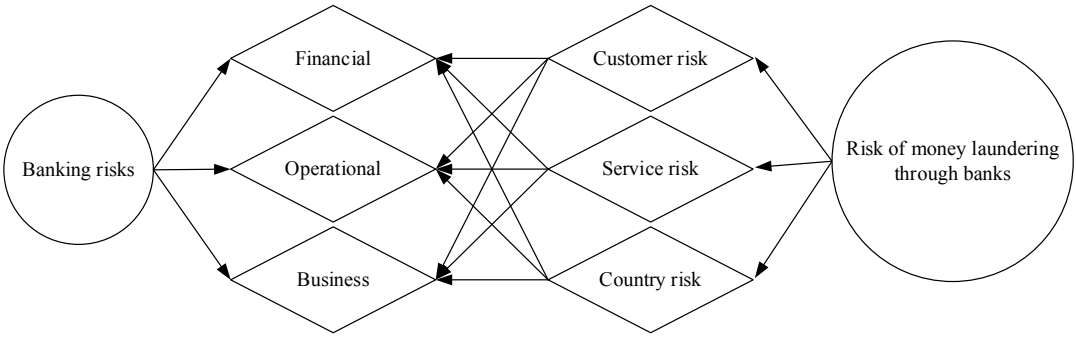 Banking risks
Financial
Operational
Business
Customer risk
Service risk
Country risk
Risk of money laundering
through banks